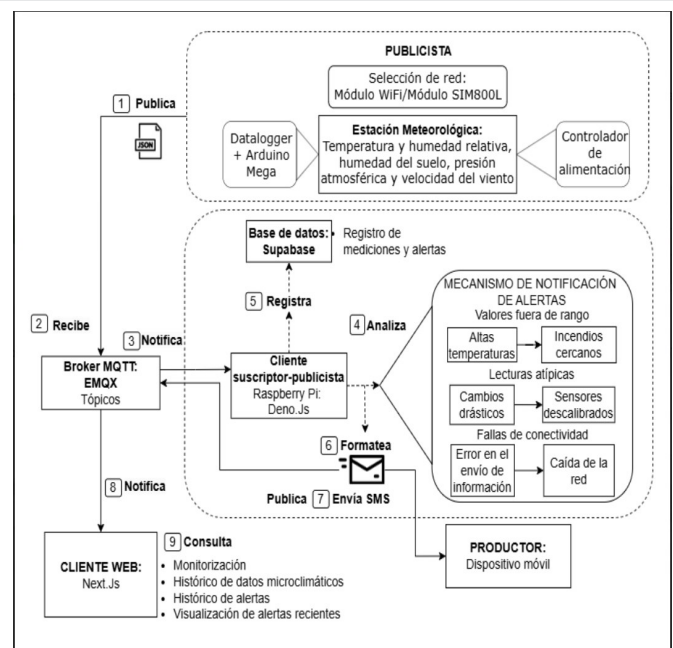 PUBLICISTA
Selección de red:
Módulo WiFi/Módulo SIM800L
1 Publica
JSON
Datalogger
+ Arduino
Mega
Estación Meteorológica:
Temperatura y humedad relativa,
humedad del suelo, presión
atmosférica y velocidad del viento
Controlador
de
alimentación
Base de datos:
Supabase
• Registro de
mediciones y alertas
5 Registra
4 Analiza
MECANISMO DE NOTIFICACIÓN
DE ALERTAS
Valores fuera de rango
Altas
temperaturas
Incendios
cercanos
Lecturas atípicas
Cambios
drásticos
Sensores
descalibrados
Fallas de conectividad
Error en el
envío de
información
Caída de la
red
2 Recibe
3 Notifica
Broker MQTT:
EMQX
Tópicos
Cliente
suscriptor-publicista
Raspberry Pi:
Deno.Js
6 Formatea
Publica 7 Envía SMS
8 Notifica
CLIENTE WEB:
Next.Js
9 Consulta
• Monitorización
• Histórico de datos microclimáticos
• Histórico de alertas
• Visualización de alertas recientes
PRODUCTOR:
Dispositivo móvil